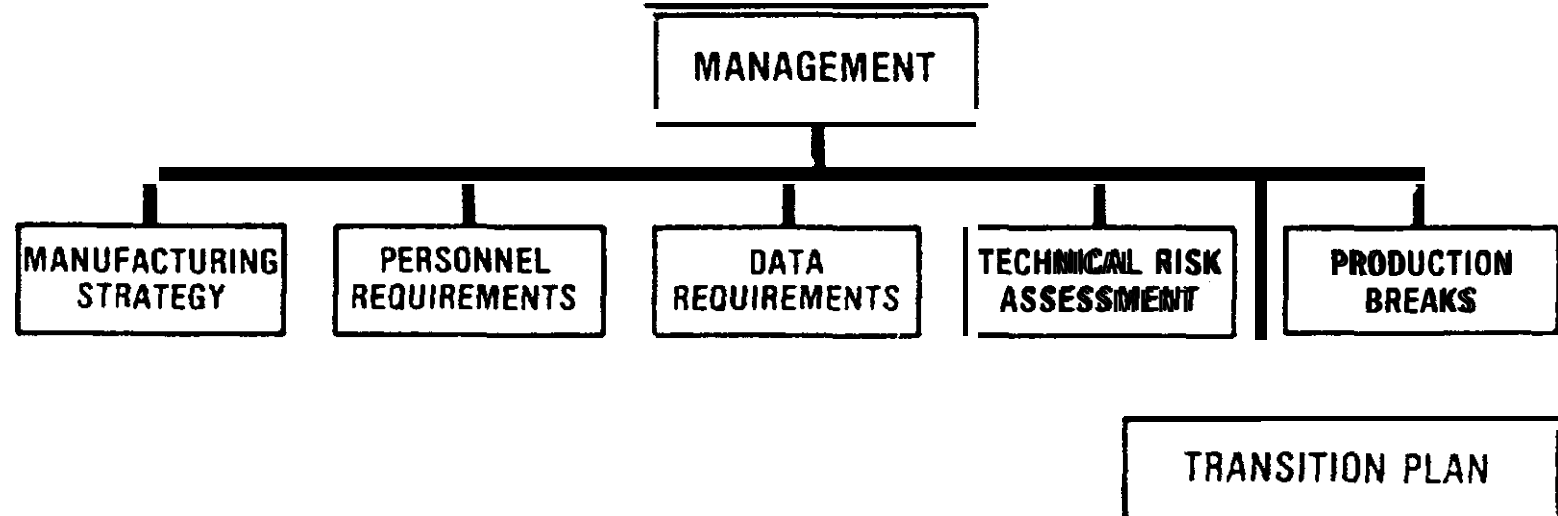 MANAGEMENT
MANUFACTURING
STRATEGY
PERSONNEL
REQUIREMENTS
DATA
REQUIREMENTS
TECHNICAL RISK
ASSESSMENT
PRODUCTION
BREAKS
TRANSITION PLAN